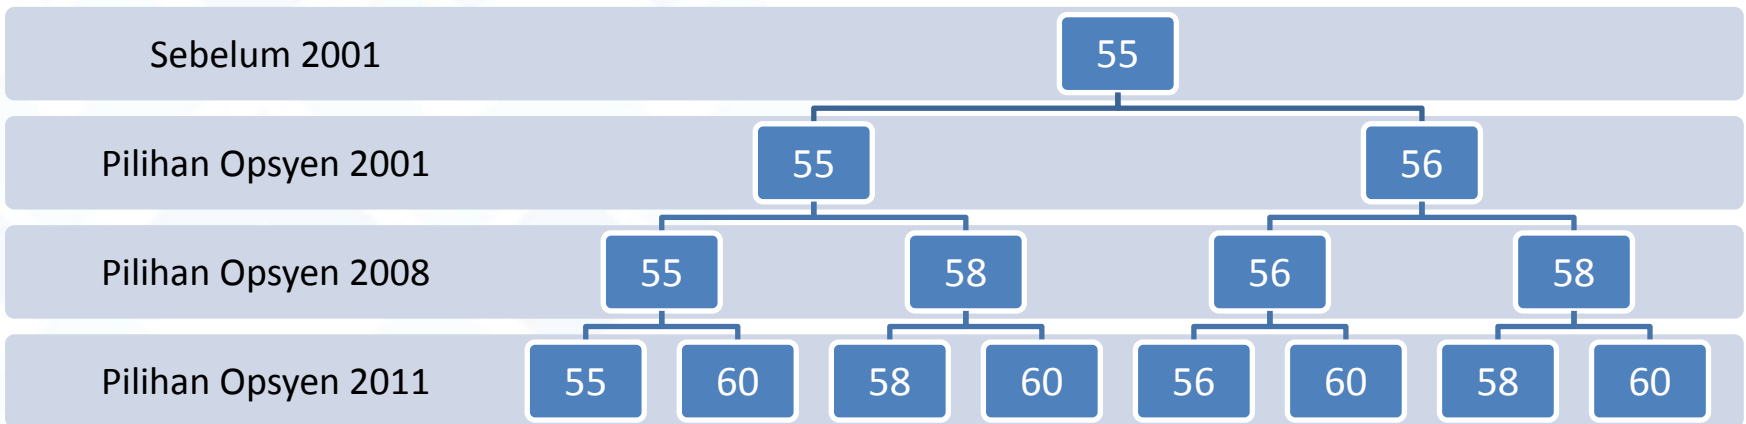 Sebelum 2001
55
Pilihan Opsyen 2001
55 56
Pilihan Opsyen 2008
55 58 56 58
Pilihan Opsyen 2011
55 60 58 60 56 60 58 60